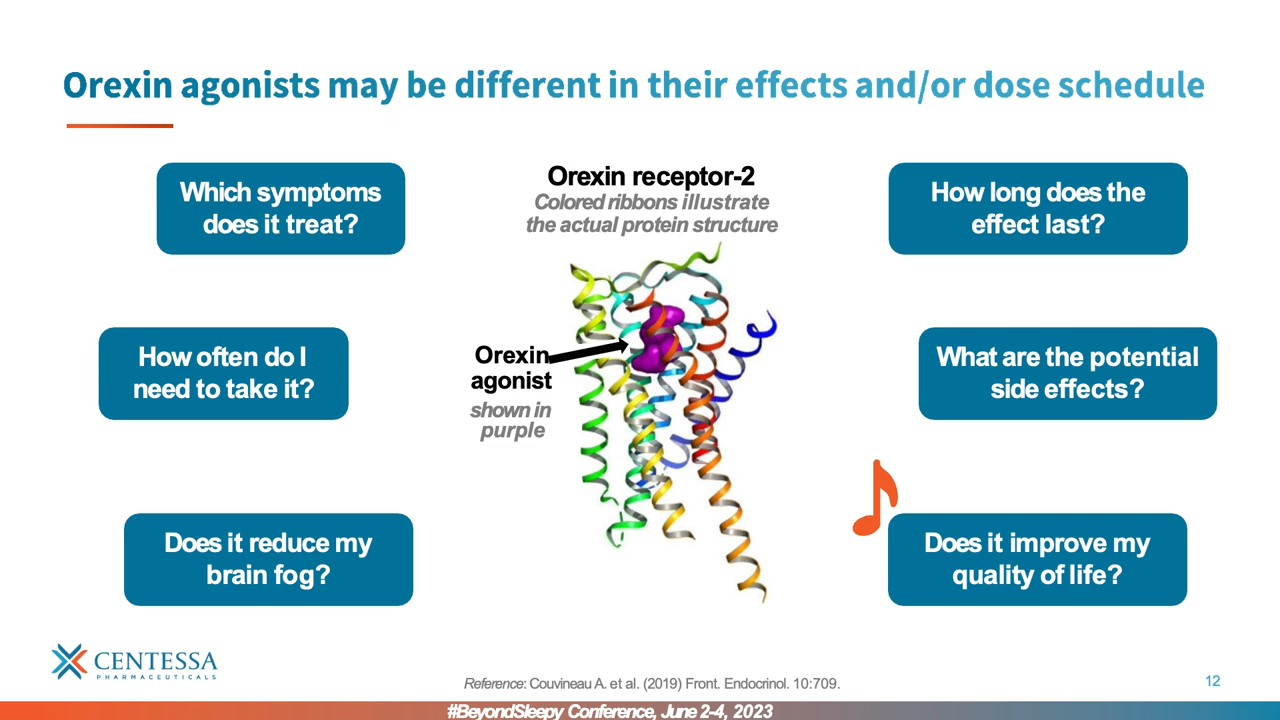 Orexin agonists may be different in their effects and/or dose schedule
Which symptoms
does it treat?
Orexin receptor-2
Colored ribbons illustrate
the actual protein structure
How long does the
effect last?
How often do I
need to take it?
Orexin
agonist
shown in
purple
What are the potential
side effects?
Does it reduce my
brain fog?
Does it improve my
quality of life?
CENTESSA
PHARMACEUTICALS
Reference: Couvineau A. et al. (2019) Front. Endocrinol. 10:709.
12
#BeyondSleepy Conference, June 2-4, 2023